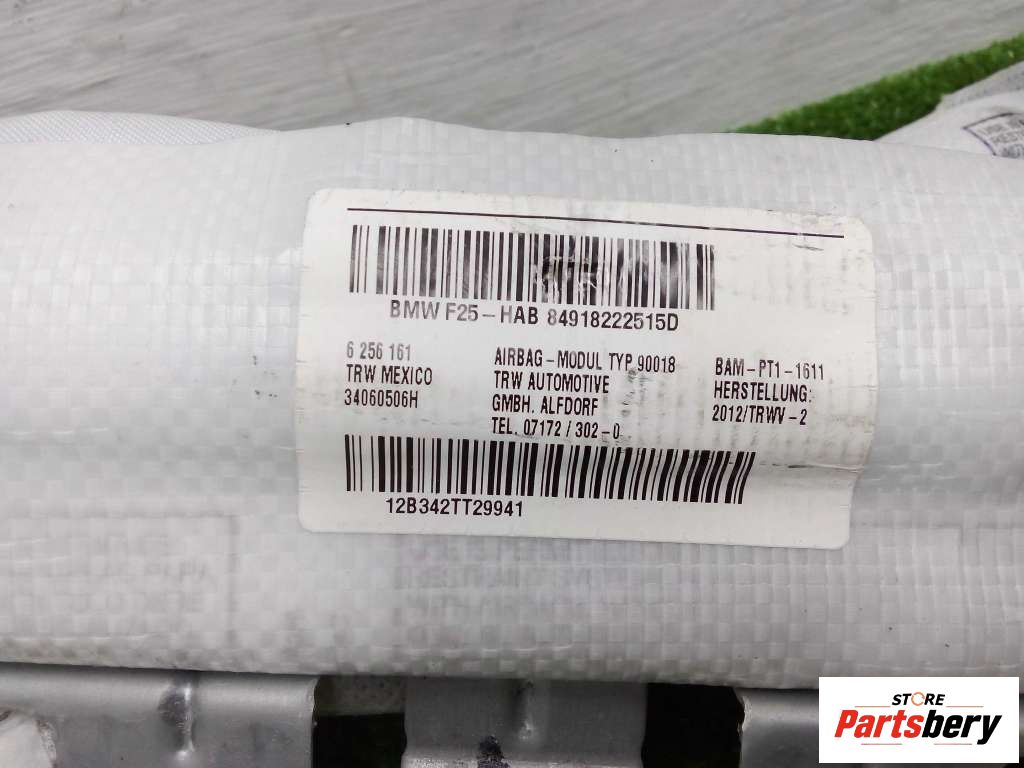 BMW F25-HAB 84918222515D
6 256 161
TRW MEXICO
34060506H
AIRBAG-MODUL TYP 90018
TRW AUTOMOTIVE
GMBH. ALFDORF
TEL. 07172 / 302-0
BAM-PT1-1611
HERSTELLUNG:
2012/TRWV-2
12B342TT29941
STORE
Partsbery